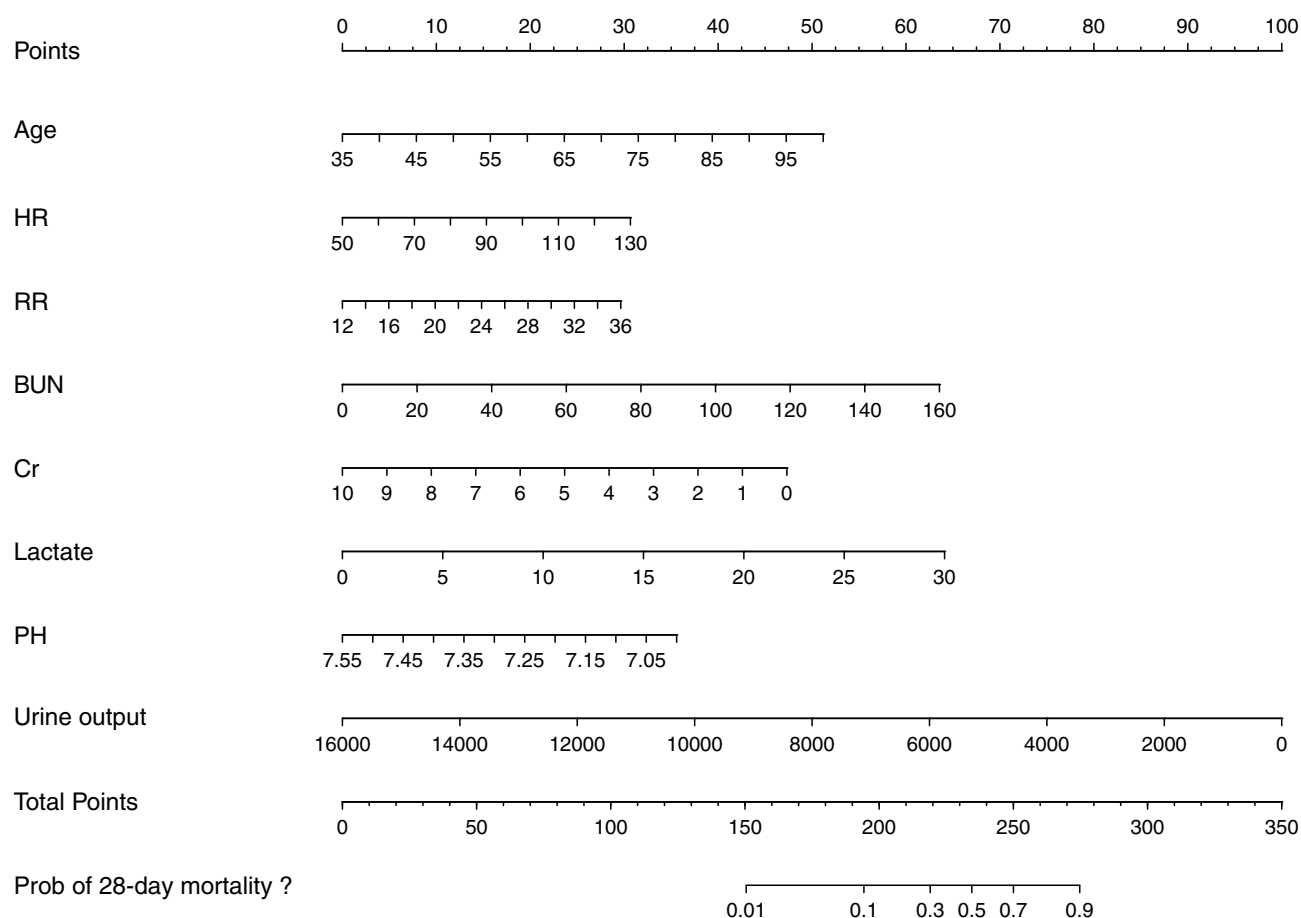 0 10 20 30 40 50 60 70 80 90 100
Points
Age
35 45 55 65 75 85 95
HR
50 70 90 110 130
RR
12 16 20 24 28 32 36
BUN
0 20 40 60 80 100 120 140 160
Cr
10 9 8 7 6 5 4 3 2 1 0
Lactate
0 5 10 15 20 25 30
PH
7.55 7.45 7.35 7.25 7.15 7.05
Urine output
16000 14000 12000 10000 8000 6000 4000 2000 0
Total Points
0 50 100 150 200 250 300 350
Prob of 28-day mortality ?
0.01 0.1 0.3 0.5 0.7 0.9